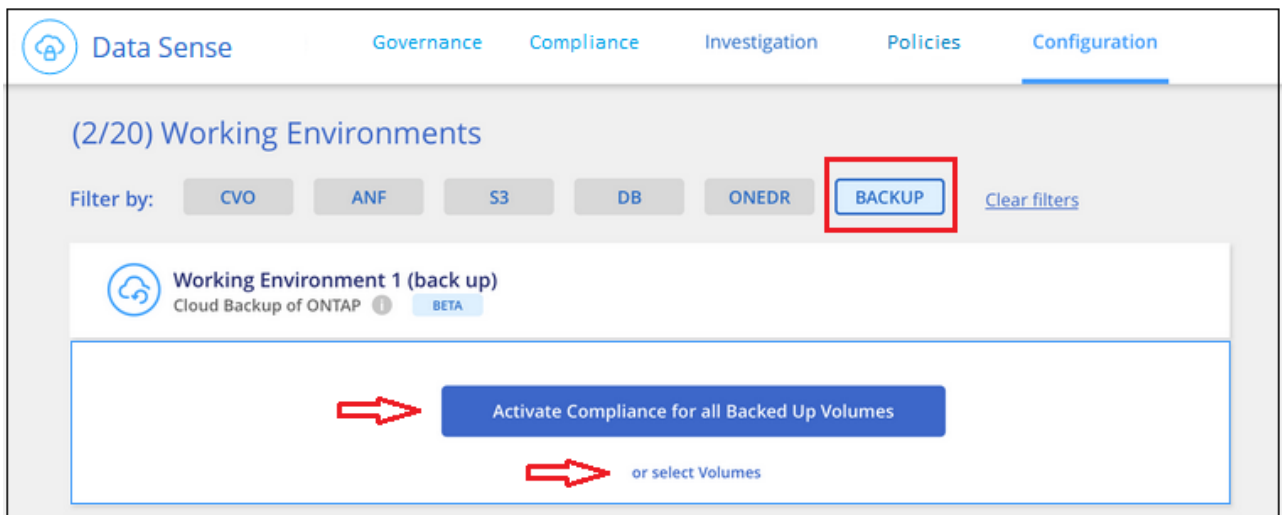 Data Sense Governance Compliance Investigation Policies Configuration
(2/20) Working Environments
Filter by: CVO ANF S3 DB ONEDR BACKUP Clear filters
Working Environment 1 (back up)
Cloud Backup of ONTAP i BETA
Activate Compliance for all Backed Up Volumes
or select Volumes